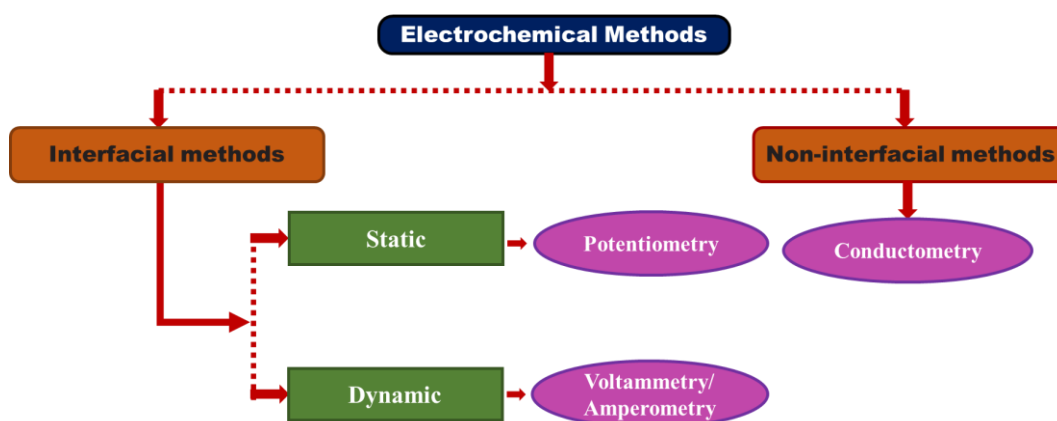 Electrochemical Methods
Interfacial methods
Non-interfacial methods
Static
Potentiometry
Conductometry
Dynamic
Voltammetry/
Amperometry